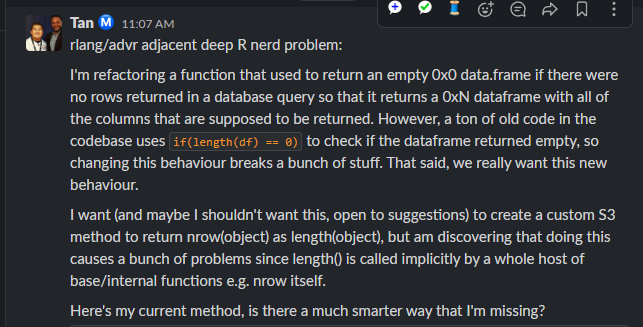 Tan M 11:07 AM
rlang/advr adjacent deep R nerd problem:
I'm refactoring a function that used to return an empty 0x0 data.frame if there were
no rows returned in a database query so that it returns a 0xN dataframe with all of
the columns that are supposed to be returned. However, a ton of old code in the
codebase uses if(length(df) == 0) to check if the dataframe returned empty, so
changing this behaviour breaks a bunch of stuff. That said, we really want this new
behaviour.
I want (and maybe I shouldn't want this, open to suggestions) to create a custom S3
method to return nrow(object) as length(object), but am discovering that doing this
causes a bunch of problems since length() is called implicitly by a whole host of
base/internal functions e.g. nrow itself.
Here's my current method, is there a much smarter way that I'm missing?